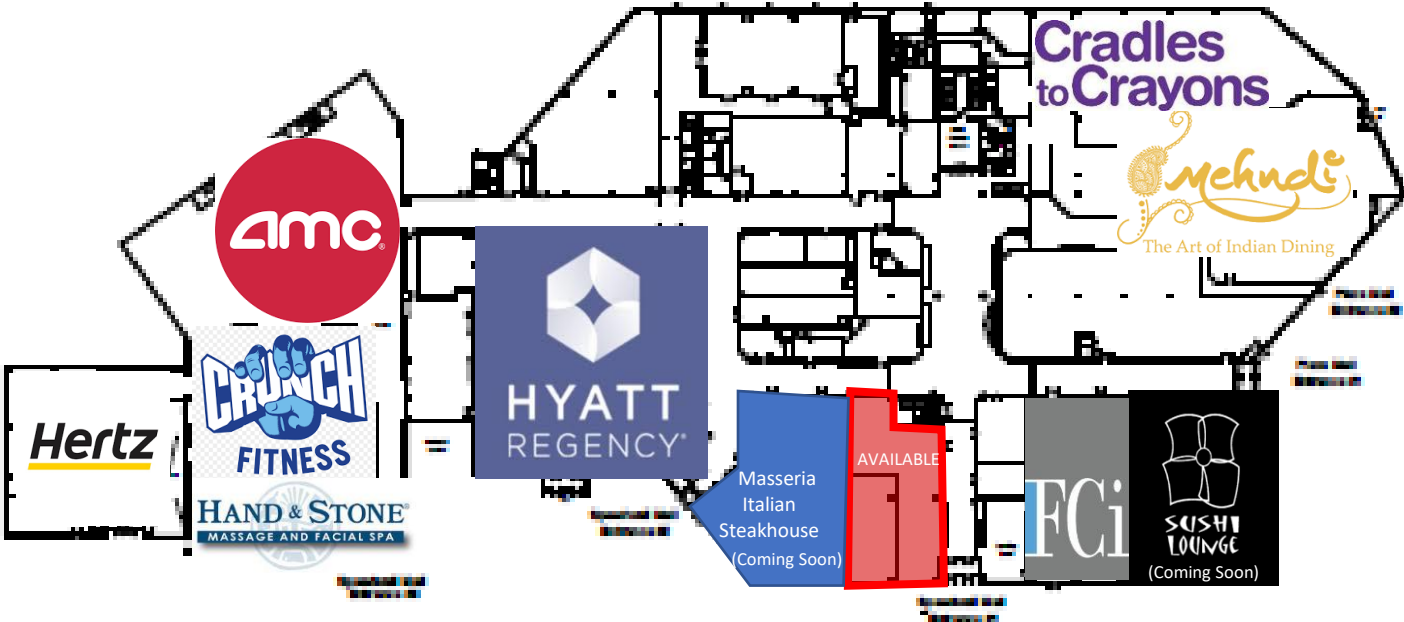 Cradles
to Crayons
Mehndi
The Art of Indian Dining
amc
HYATT
REGENCY
CRUNCH
FITNESS
Hertz
HAND & STONE®
MASSAGE AND FACIAL SPA
Masseria
Italian
Steakhouse
(Coming Soon)
AVAILABLE
FCi
SUSHI
LOUNGE
(Coming Soon)